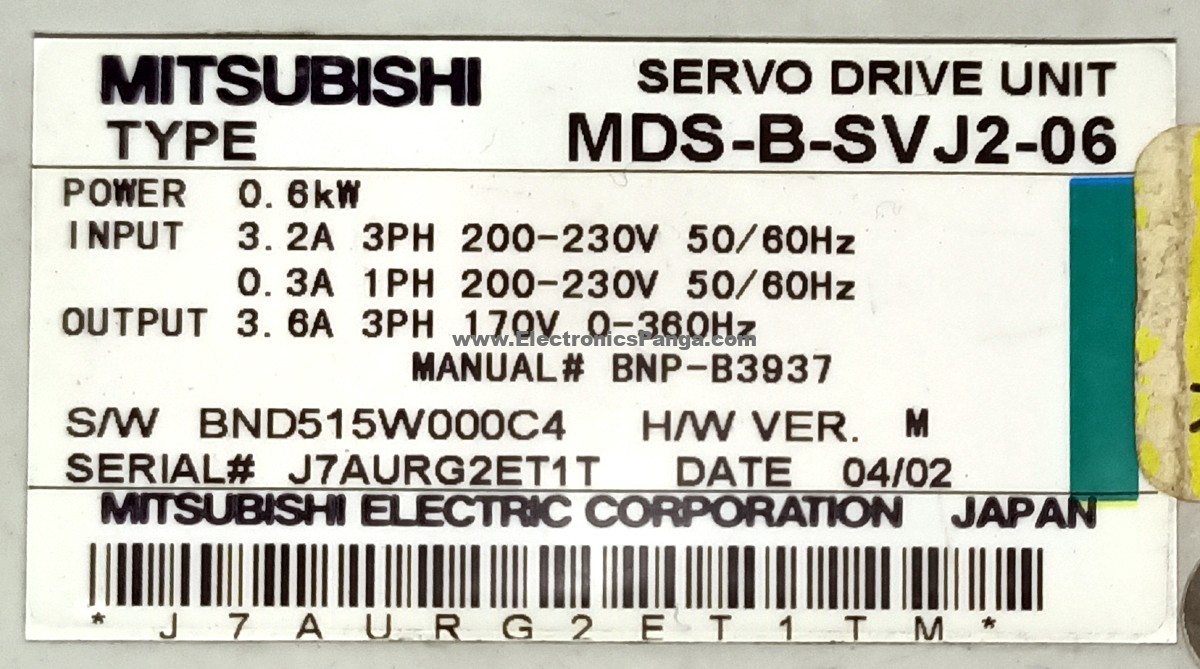 MITSUBISHI SERVO DRIVE UNIT
TYPE MDS-B-SVJ2-06
POWER 0.6kW
INPUT 3.2A 3PH 200-230V 50/60Hz
0.3A 1PH 200-230V 50/60Hz
OUTPUT 3.6A 3PH 170V 0-360Hz
www.ElectronicsPanga.com
MANUAL# BNP-B3937
S/W BND515W000C4 H/W VER. M
SERIAL# J7AURG2ET1T DATE 04/02
MITSUBISHI ELECTRIC CORPORATION JAPAN
* J 7 A U R G 2 E T 1 T M *